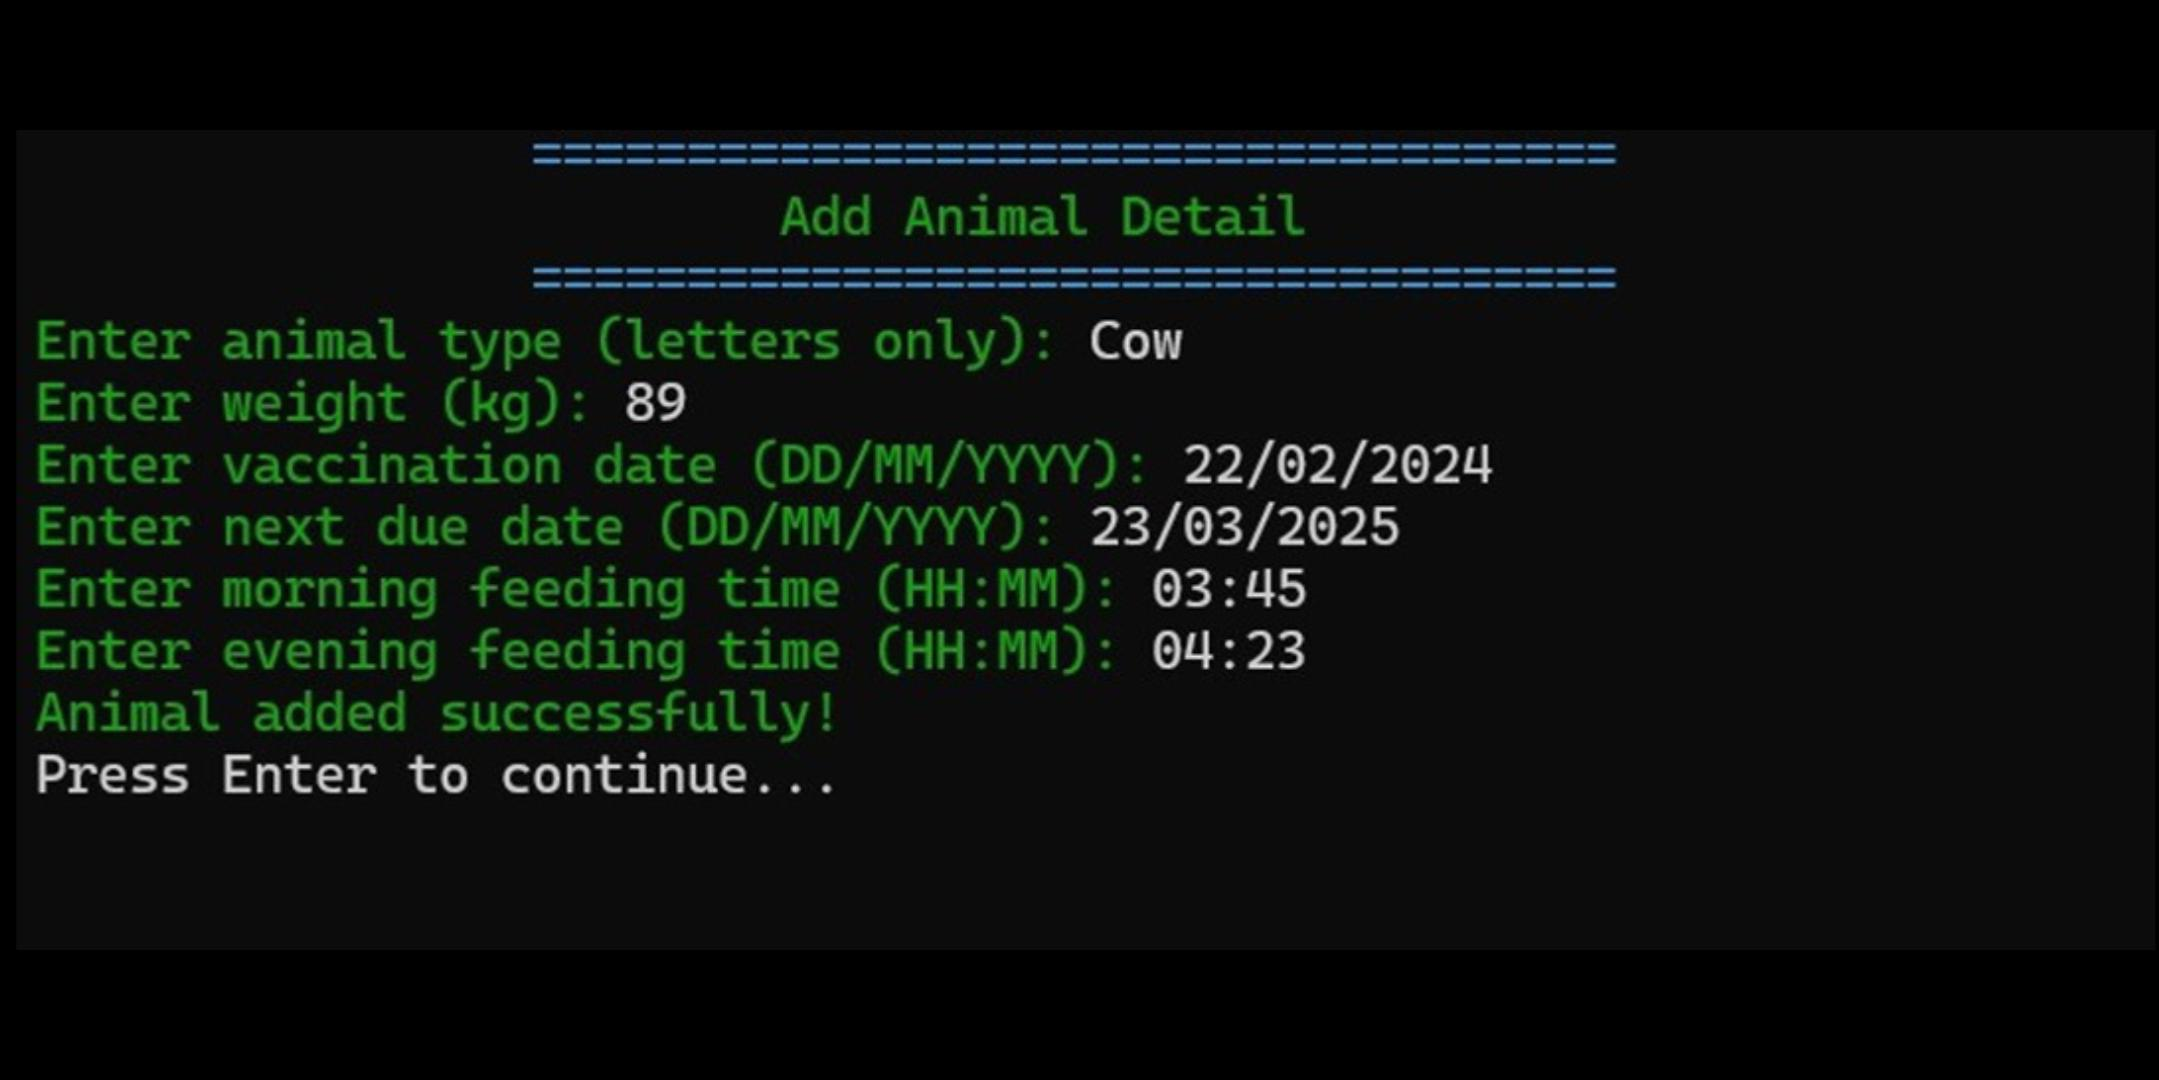 ===================================
Add Animal Detail
===================================
Enter animal type (letters only): Cow
Enter weight (kg): 89
Enter vaccination date (DD/MM/YYYY): 22/02/2024
Enter next due date (DD/MM/YYYY): 23/03/2025
Enter morning feeding time (HH:MM): 03:45
Enter evening feeding time (HH:MM): 04:23
Animal added successfully!
Press Enter to continue...